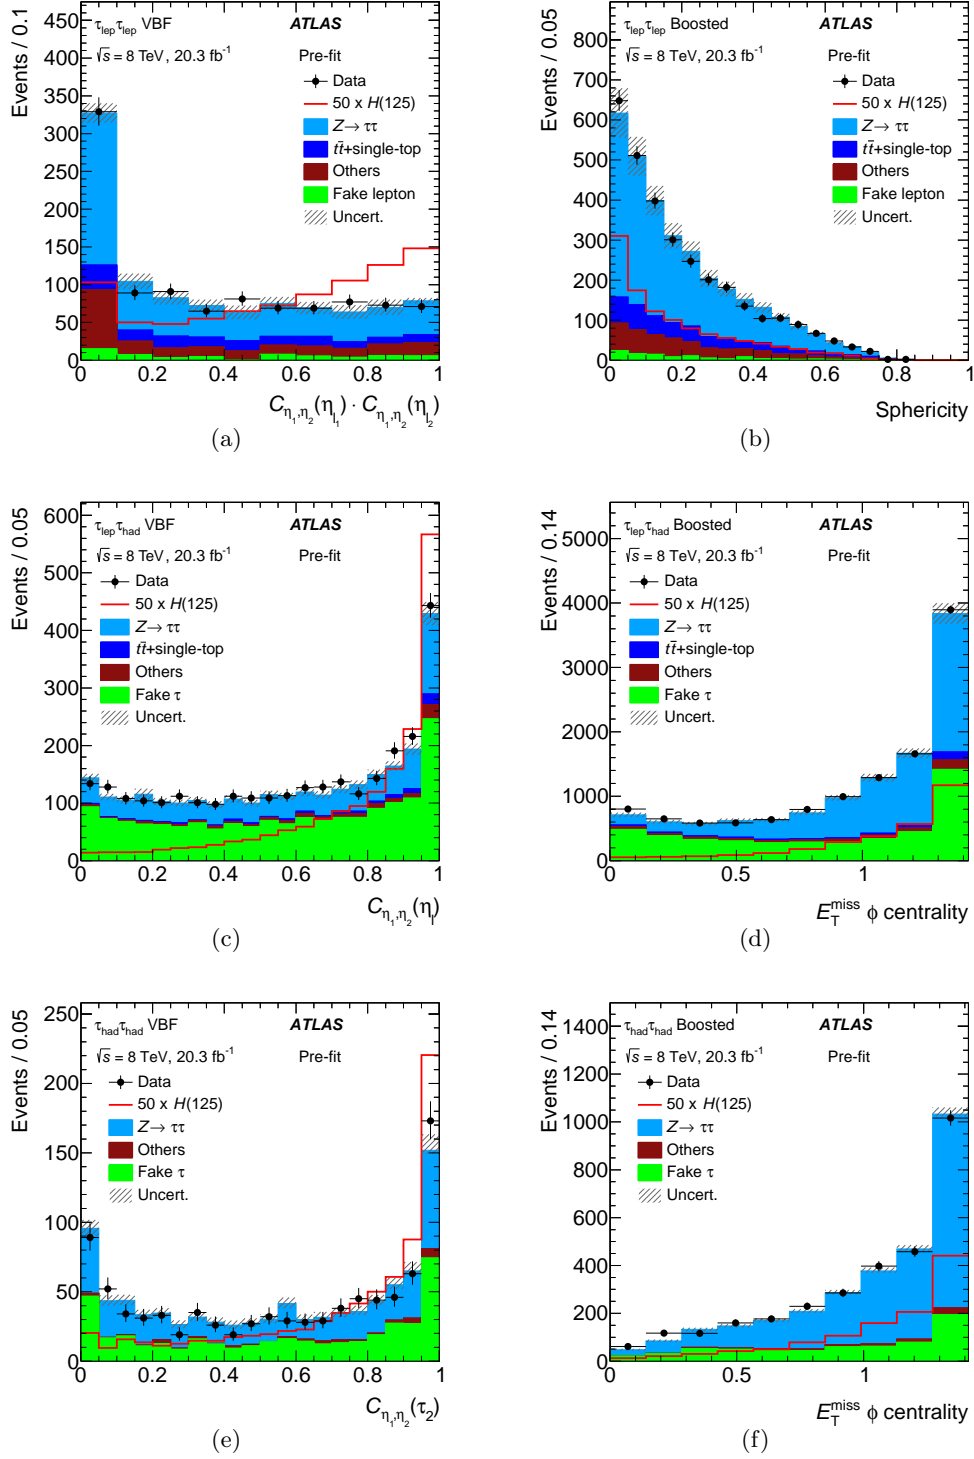 Events / 0.1
450
400
350
300
250
200
150
100
50
0
τlepτlep VBF
ATLAS
√s = 8 TeV, 20.3 fb⁻¹
Pre-fit
Data
50 x H(125)
Z→ ττ
tt̄+single-top
Others
Fake lepton
Uncert.
0 0.2 0.4 0.6 0.8 1
Cη1,η2(ηl1) · Cη1,η2(ηl2)
(a)
Events / 0.05
800
700
600
500
400
300
200
100
0
τlepτlep Boosted
ATLAS
√s = 8 TeV, 20.3 fb⁻¹
Pre-fit
Data
50 x H(125)
Z→ ττ
tt̄+single-top
Others
Fake lepton
Uncert.
0 0.2 0.4 0.6 0.8 1
Sphericity
(b)
Events / 0.05
600
500
400
300
200
100
0
τlepτhad VBF
ATLAS
√s = 8 TeV, 20.3 fb⁻¹
Pre-fit
Data
50 x H(125)
Z→ ττ
tt̄+single-top
Others
Fake τ
Uncert.
0 0.2 0.4 0.6 0.8 1
Cη1,η2(ηl)
(c)
Events / 0.14
5000
4000
3000
2000
1000
0
τlepτhad Boosted
ATLAS
√s = 8 TeV, 20.3 fb⁻¹
Pre-fit
Data
50 x H(125)
Z→ ττ
tt̄+single-top
Others
Fake τ
Uncert.
0 0.5 1
ETmiss φ centrality
(d)
Events / 0.05
250
200
150
100
50
0
τhadτhad VBF
ATLAS
√s = 8 TeV, 20.3 fb⁻¹
Pre-fit
Data
50 x H(125)
Z→ ττ
Others
Fake τ
Uncert.
0 0.2 0.4 0.6 0.8 1
Cη1,η2(τ2)
(e)
Events / 0.14
1400
1200
1000
800
600
400
200
0
τhadτhad Boosted
ATLAS
√s = 8 TeV, 20.3 fb⁻¹
Pre-fit
Data
50 x H(125)
Z→ ττ
Others
Fake τ
Uncert.
0 0.5 1
ETmiss φ centrality
(f)